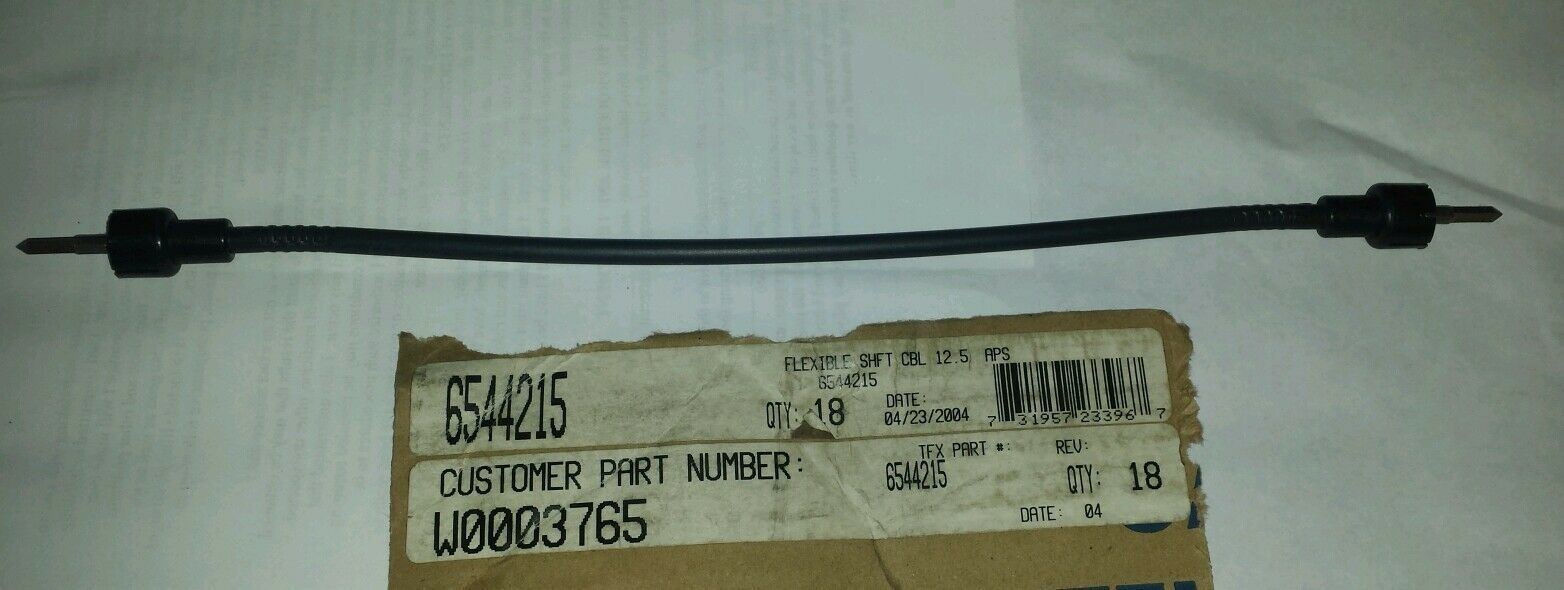 6544215
FLEXIBLE SHFT CBL 12.5 APS
6544215
QTY: 18
DATE:
04/23/2004
7 31957 23396 7
CUSTOMER PART NUMBER:
W0003765
TFX PART #:
6544215
REV:
QTY: 18
DATE: 04